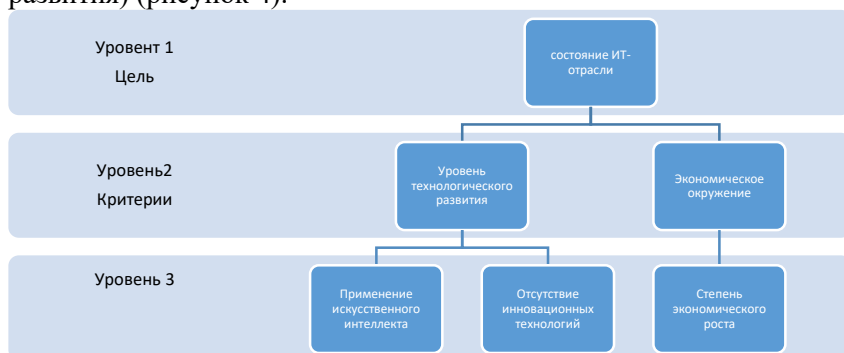 развития) (рисунок 4).
Уровент 1
Цель
состояние ИТ-
отрасли
Уровень2
Критерии
Уровень
технологического
развития
Экономическое
окружение
Уровень 3
Применение
искусственного
интеллекта
Отсутствие
инновационных
технологий
Степень
экономического
роста